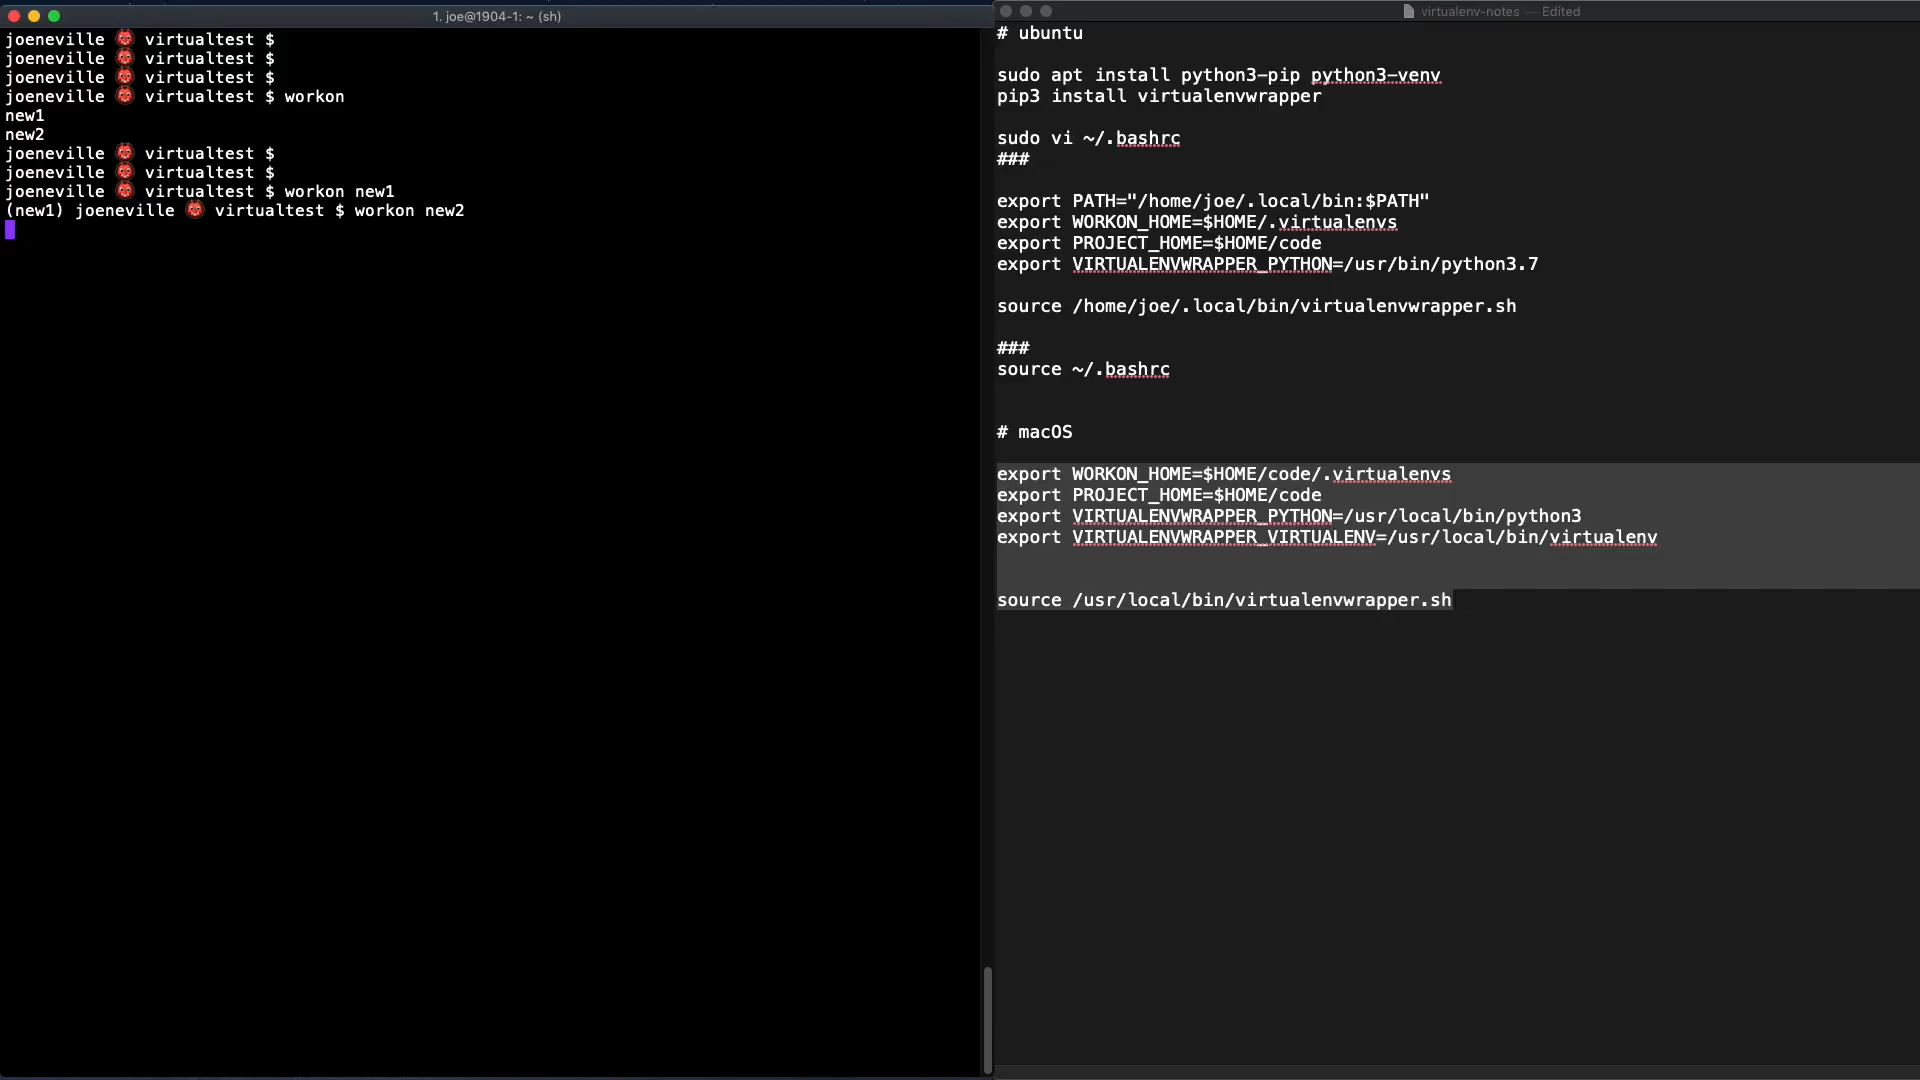 1. joe@1904-1: ~ (sh)
joeneville 👹 virtualtest $
joeneville 👹 virtualtest $
joeneville 👹 virtualtest $
joeneville 👹 virtualtest $ workon
new1
new2
joeneville 👹 virtualtest $
joeneville 👹 virtualtest $
joeneville 👹 virtualtest $ workon new1
(new1) joeneville 👹 virtualtest $ workon new2
virtualenv-notes — Edited
# ubuntu
sudo apt install python3-pip python3-venv
pip3 install virtualenvwrapper
sudo vi ~/.bashrc
###
export PATH="/home/joe/.local/bin:$PATH"
export WORKON_HOME=$HOME/.virtualenvs
export PROJECT_HOME=$HOME/code
export VIRTUALENVWRAPPER_PYTHON=/usr/bin/python3.7
source /home/joe/.local/bin/virtualenvwrapper.sh
###
source ~/.bashrc
# macOS
export WORKON_HOME=$HOME/code/.virtualenvs
export PROJECT_HOME=$HOME/code
export VIRTUALENVWRAPPER_PYTHON=/usr/local/bin/python3
export VIRTUALENVWRAPPER_VIRTUALENV=/usr/local/bin/virtualenv
source /usr/local/bin/virtualenvwrapper.sh